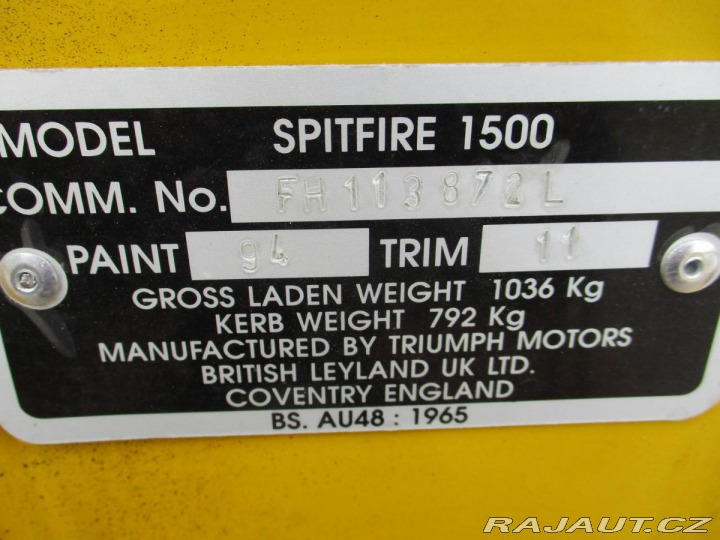 MODEL SPITFIRE 1500
COMM. No. FH113872L
PAINT 94 TRIM 11
GROSS LADEN WEIGHT 1036 Kg
KERB WEIGHT 792 Kg
MANUFACTURED BY TRIUMPH MOTORS
BRITISH LEYLAND UK LTD.
COVENTRY ENGLAND
BS. AU48 : 1965
RAJAUT.CZ